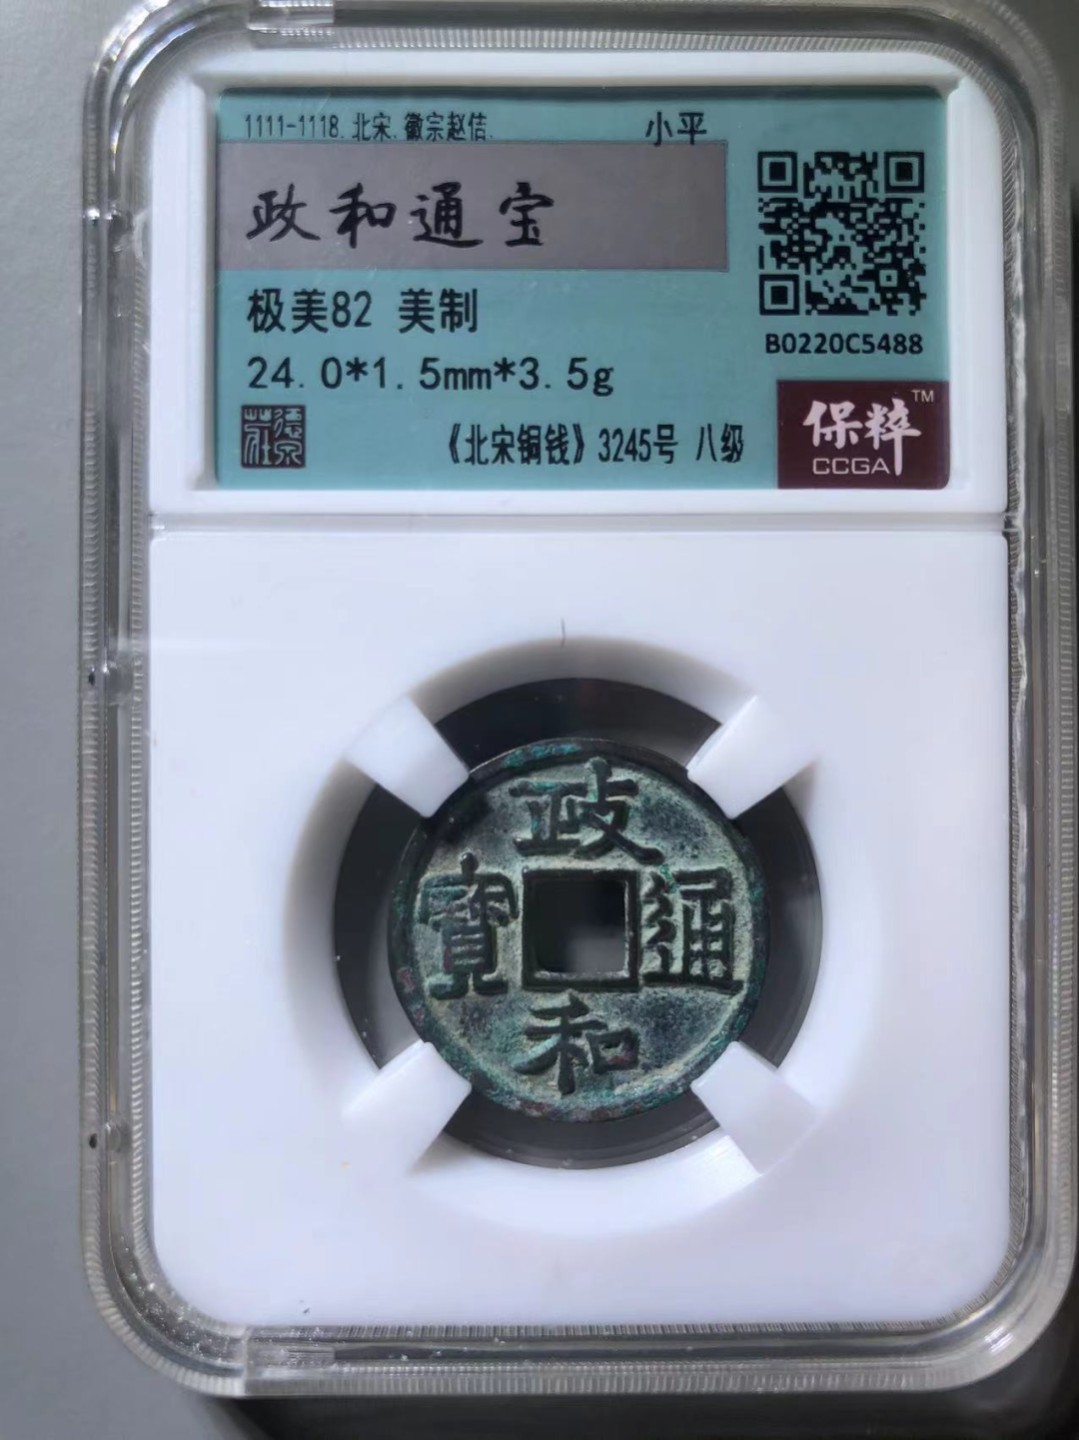 1111-1118.北宋.徽宗赵佶. 小平
政和通宝
极美82 美制
24.0*1.5mm*3.5g
《北宋铜钱》3245号 八级
B0220C5488
保粹™
CCGA
政
寶 通
和